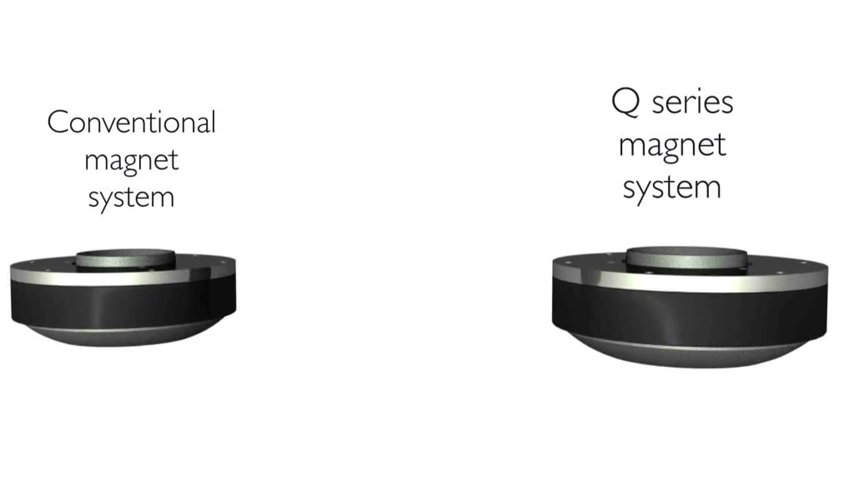 Conventional
magnet
system
Q series
magnet
system